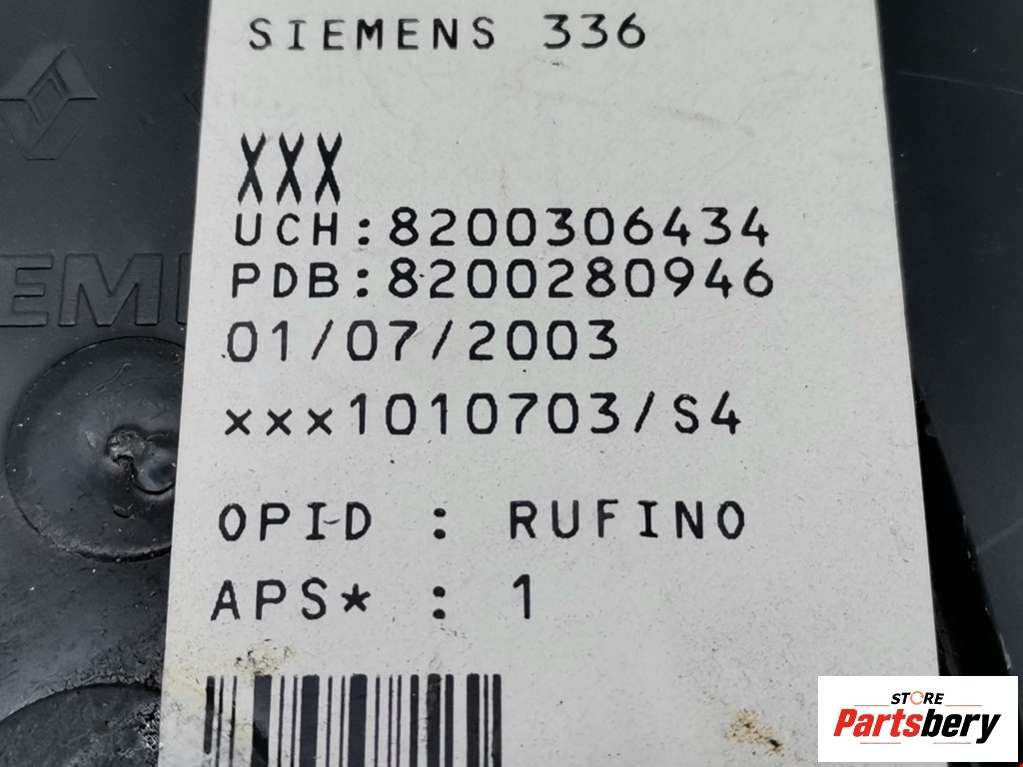 SIEMENS 336
XXX
UCH:8200306434
PDB:8200280946
01/07/2003
xxx1010703/S4
OPID : RUFINO
APS* : 1
STORE
Partsbery